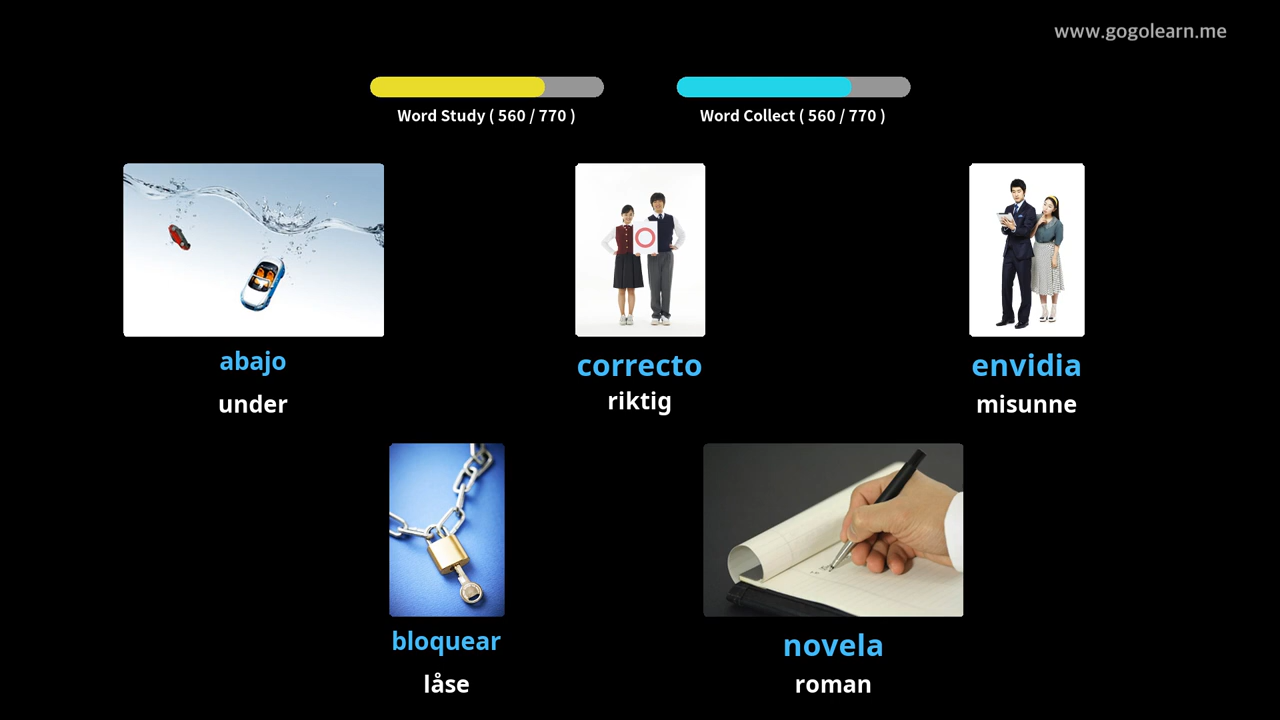 www.gogolearn.me
Word Study ( 560 / 770 )
Word Collect ( 560 / 770 )
abajo
under
correcto
riktig
envidia
misunne
bloquear
låse
novela
roman